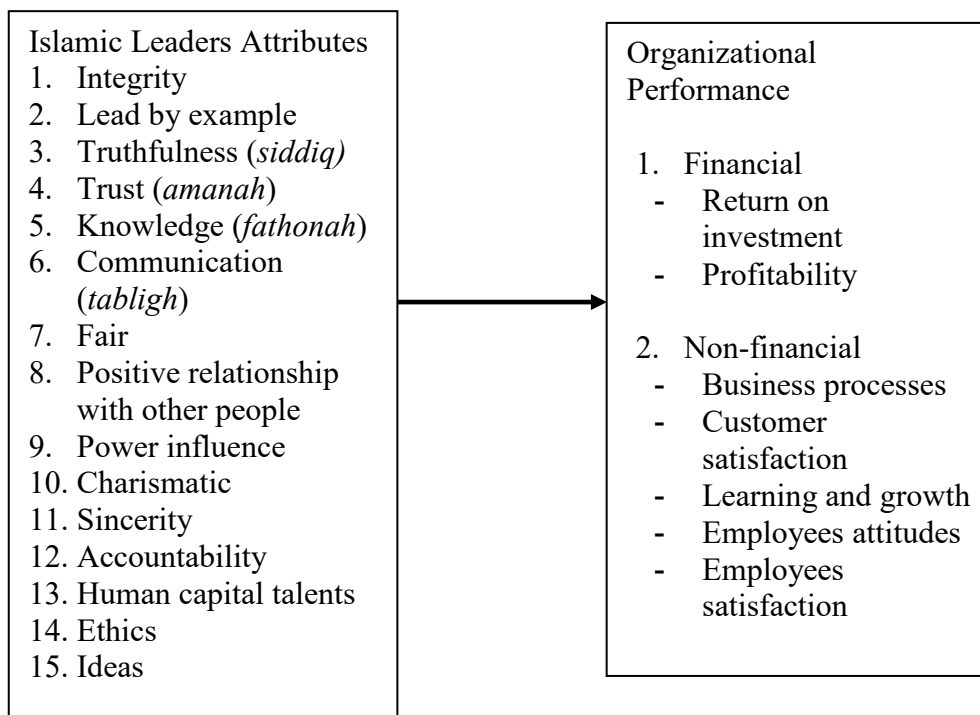 Islamic Leaders Attributes
1. Integrity
2. Lead by example
3. Truthfulness (siddiq)
4. Trust (amanah)
5. Knowledge (fathonah)
6. Communication
(tabligh)
7. Fair
8. Positive relationship
with other people
9. Power influence
10. Charismatic
11. Sincerity
12. Accountability
13. Human capital talents
14. Ethics
15. Ideas
Organizational
Performance
1. Financial
- Return on
investment
- Profitability
2. Non-financial
- Business processes
- Customer
satisfaction
- Learning and growth
- Employees attitudes
- Employees
satisfaction